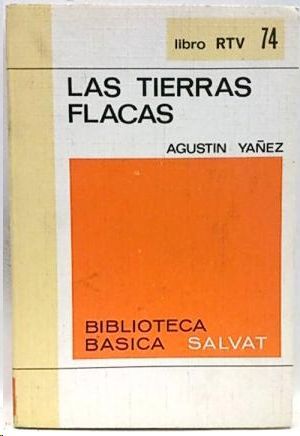 libro RTV 74
LAS TIERRAS
FLACAS
AGUSTIN YAÑEZ
BIBLIOTECA
BASICA SALVAT